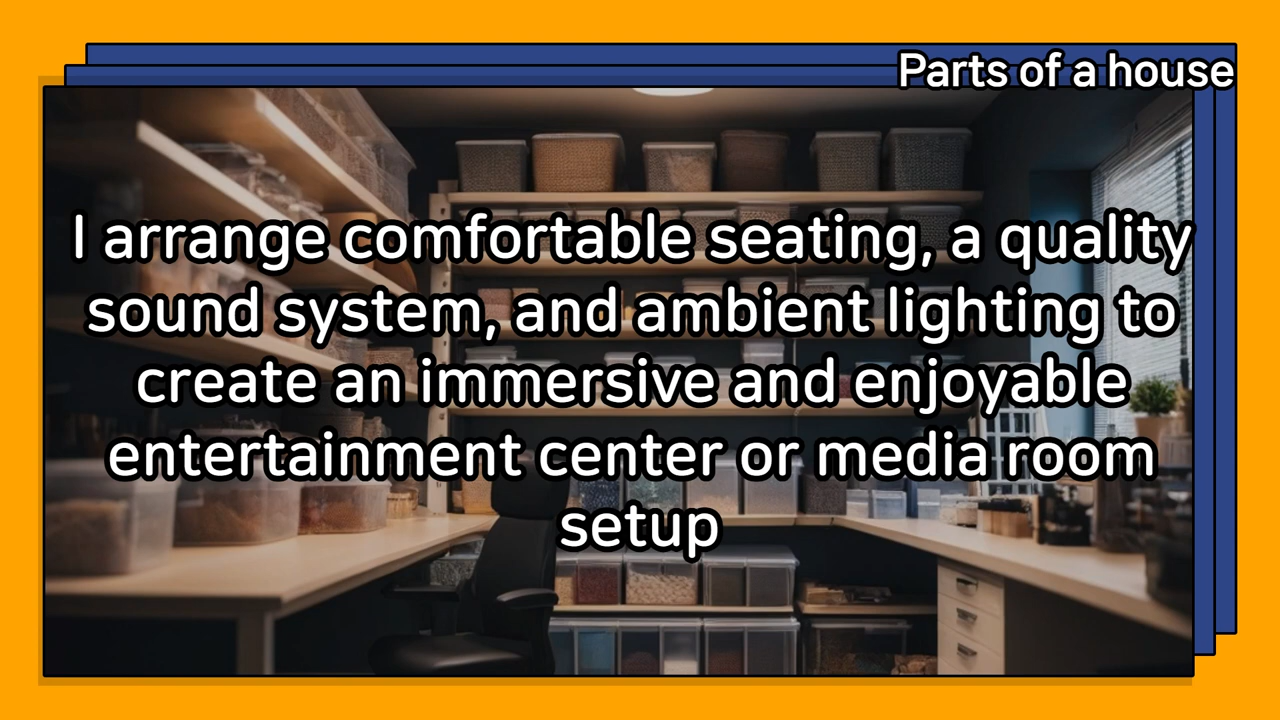 Parts of a house
I arrange comfortable seating, a quality
sound system, and ambient lighting to
create an immersive and enjoyable
entertainment center or media room
setup